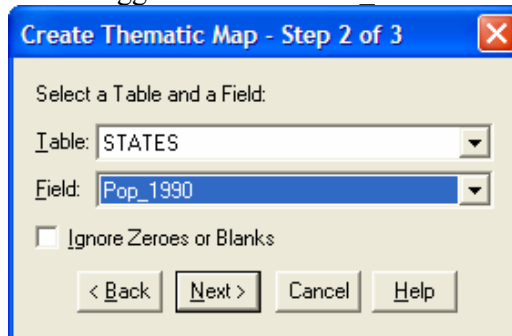 Create Thematic Map - Step 2 of 3
Select a Table and a Field:
Table: STATES
Field: Pop_1990
Ignore Zeroes or Blanks
< Back Next > Cancel Help